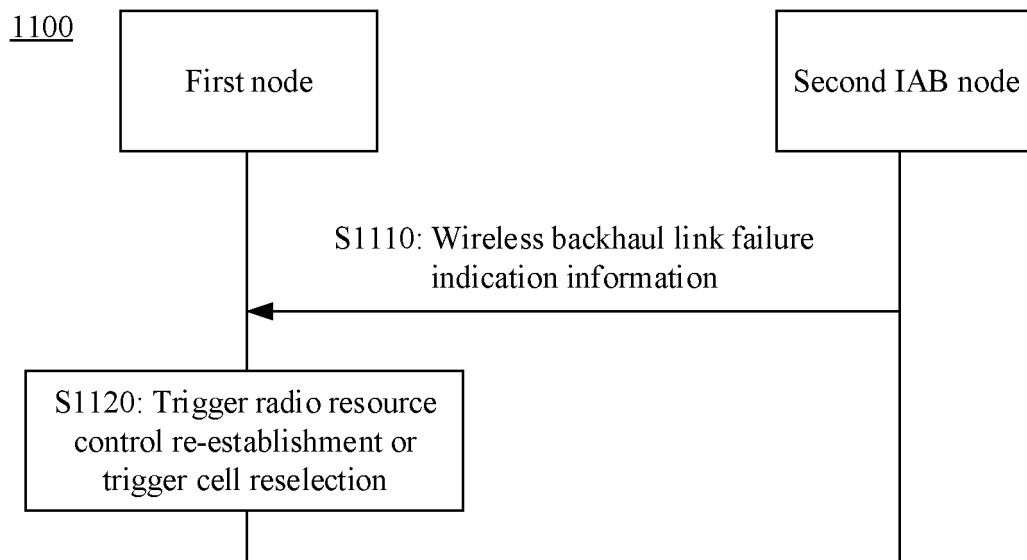 1100
First node
Second IAB node
S1110: Wireless backhaul link failure
indication information
S1120: Trigger radio resource
control re-establishment or
trigger cell reselection